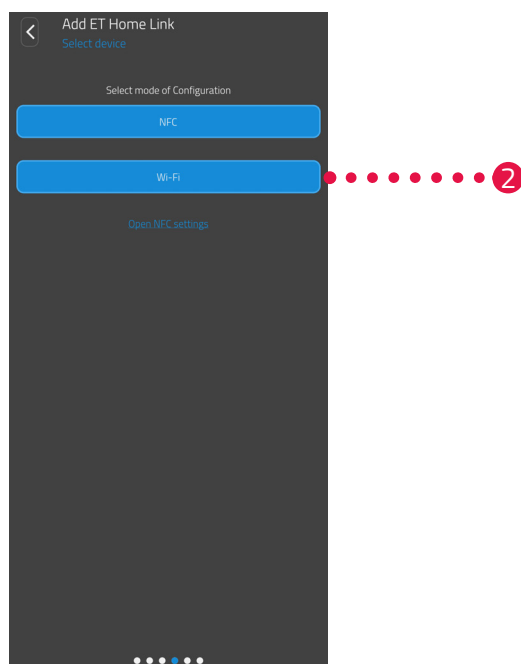 Add ET Home Link
Select device
Select mode of Configuration
NFC
Wi-Fi
2
Open NFC settings